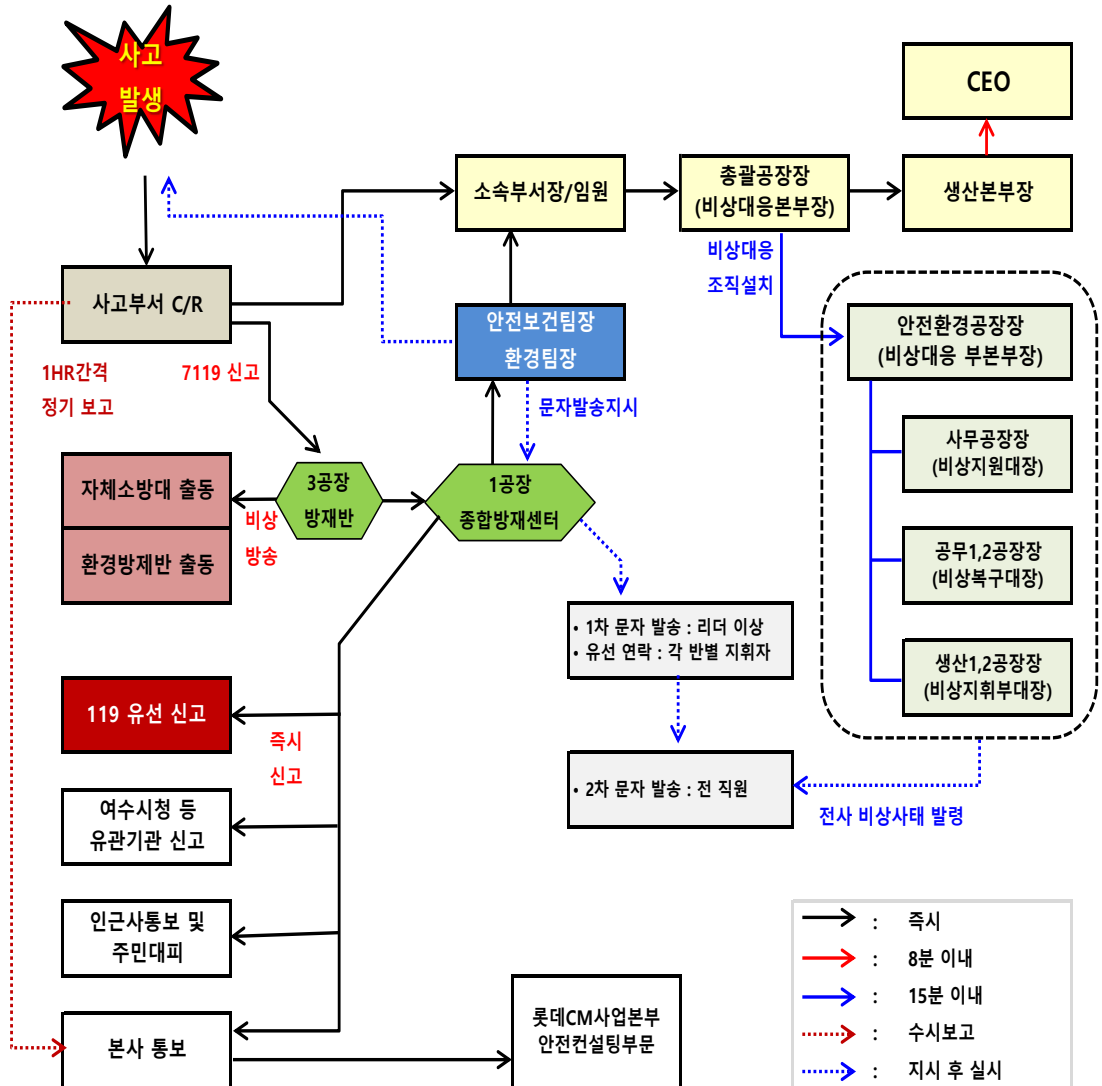 사고
발생
CEO
소속부서장/임원
총괄공장장
(비상대응본부장)
생산본부장
비상대응
조직설치
사고부서 C/R
안전보건팀장
환경팀장
안전환경공장장
(비상대응 부본부장)
1HR간격
정기 보고
7119 신고
문자발송지시
사무공장장
(비상지원대장)
자체소방대 출동
환경방제반 출동
비상
방송
3공장
방재반
1공장
종합방재센터
공무1,2공장장
(비상복구대장)
• 1차 문자 발송 : 리더 이상
• 유선 연락 : 각 반별 지휘자
생산1,2공장장
(비상지휘부대장)
119 유선 신고
즉시
신고
• 2차 문자 발송 : 전 직원
전사 비상사태 발령
여수시청 등
유관기관 신고
인근사통보 및
주민대피
본사 통보
롯데CM사업본부
안전컨설팅부문
: 즉시
: 8분 이내
: 15분 이내
: 수시보고
: 지시 후 실시